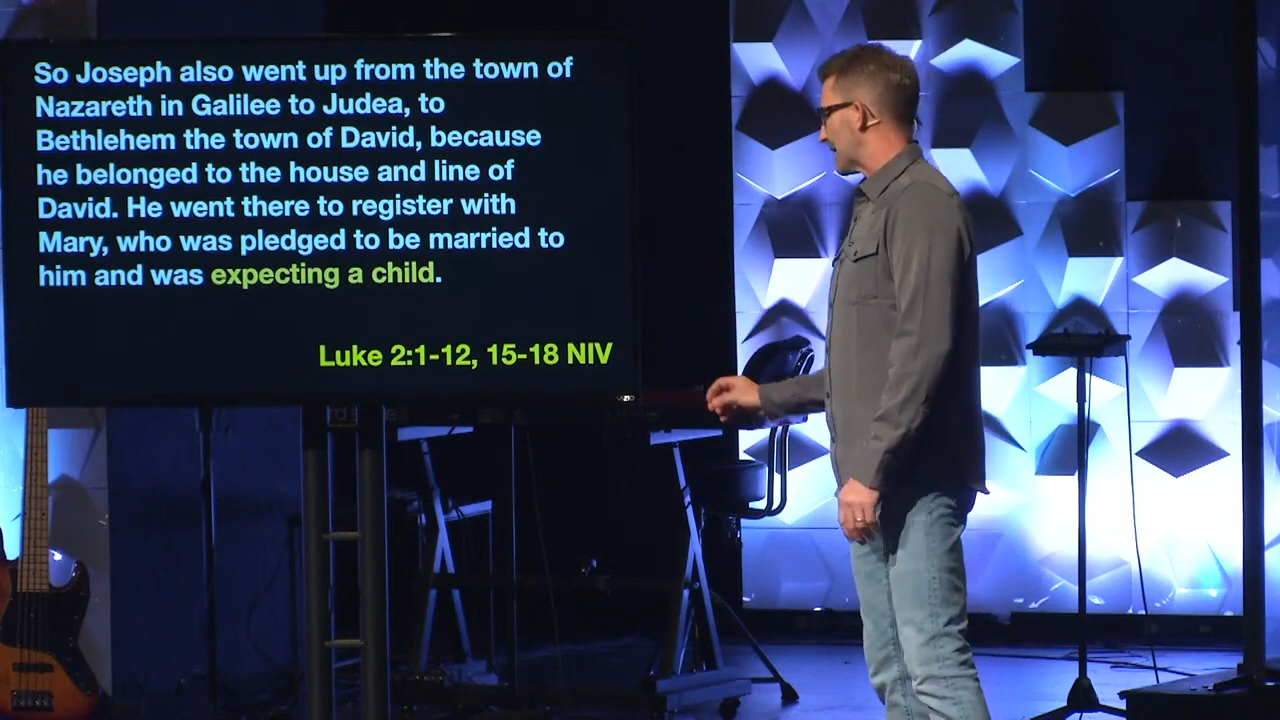 So Joseph also went up from the town of
Nazareth in Galilee to Judea, to
Bethlehem the town of David, because
he belonged to the house and line of
David. He went there to register with
Mary, who was pledged to be married to
him and was expecting a child.
Luke 2:1-12, 15-18 NIV
VIZIO